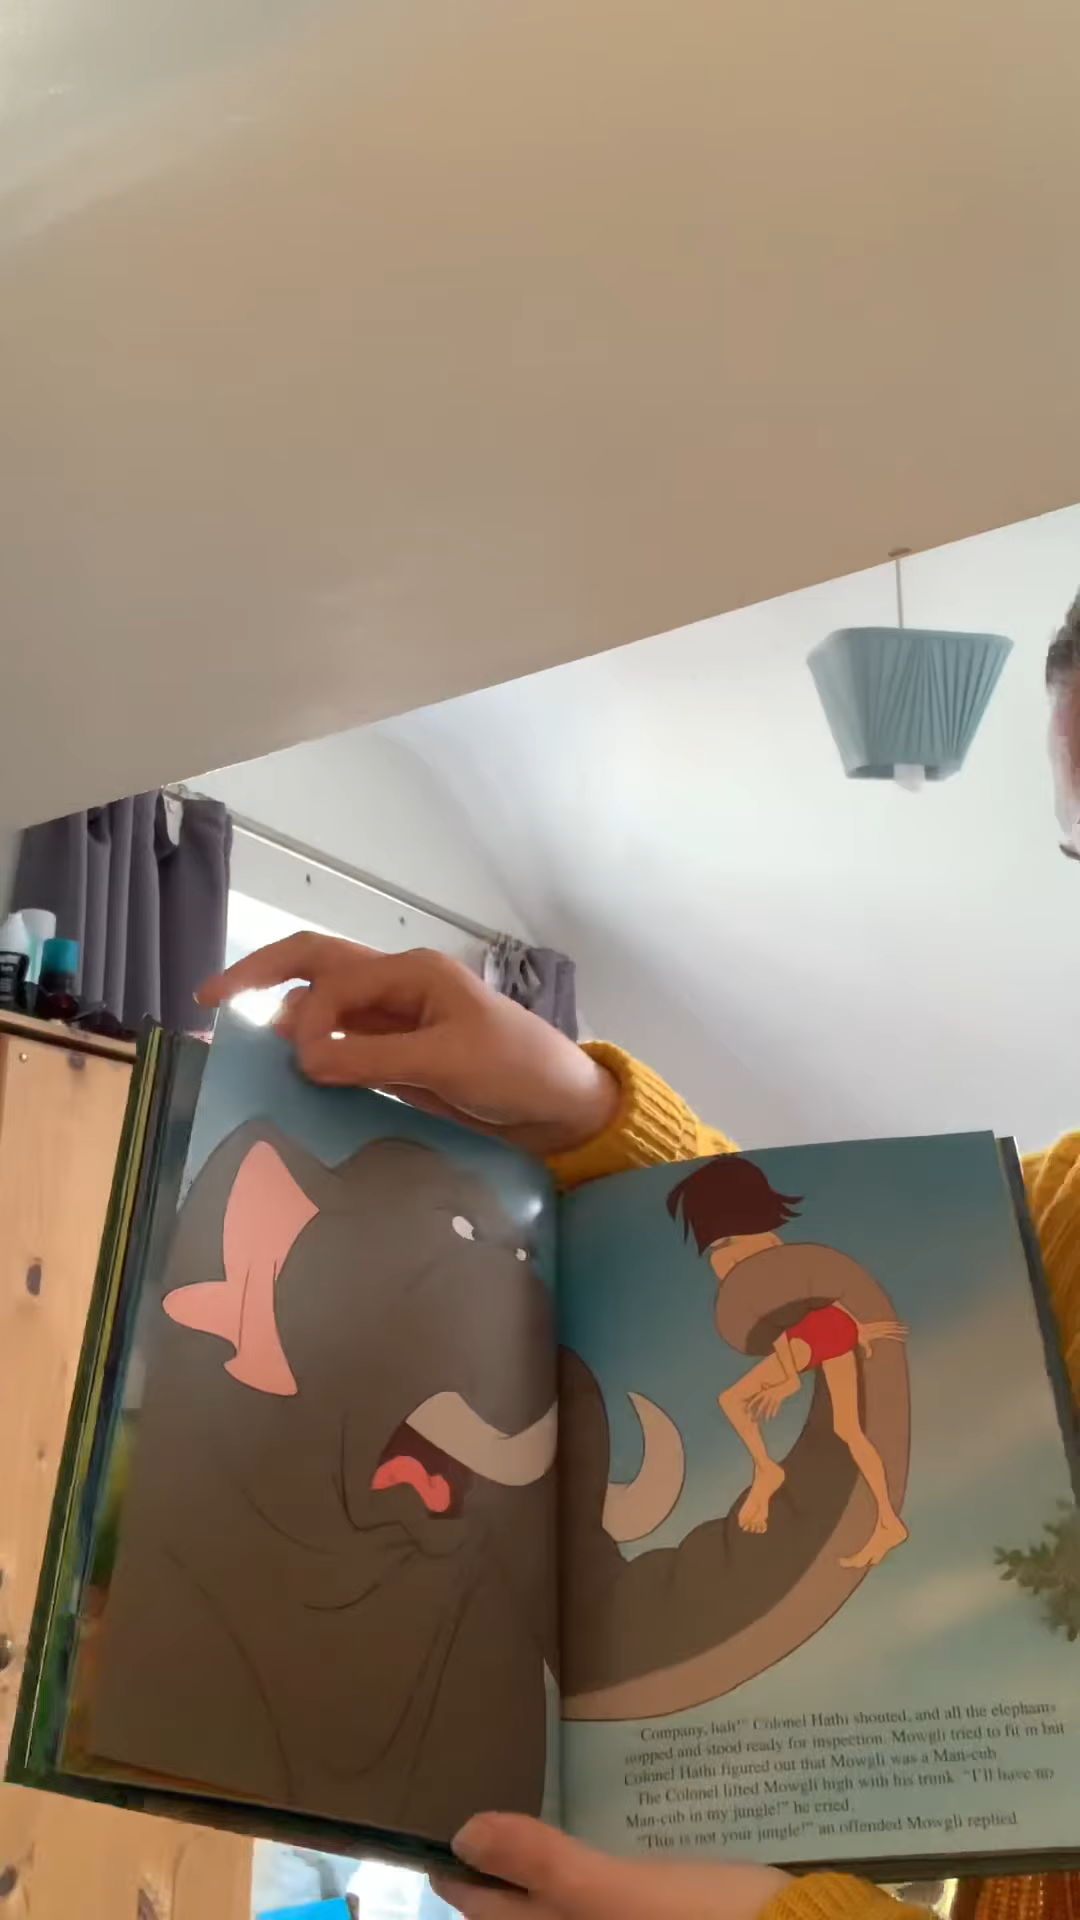 Company, halt!" Colonel Hathi shouted, and all the elephants
stopped and stood ready for inspection. Mowgli tried to fit in but
Colonel Hathi figured out that Mowgli was a Man-cub.
The Colonel lifted Mowgli high with his trunk. "I'll have no
Man-cub in my jungle!" he cried.
"This is not your jungle!" an offended Mowgli replied.